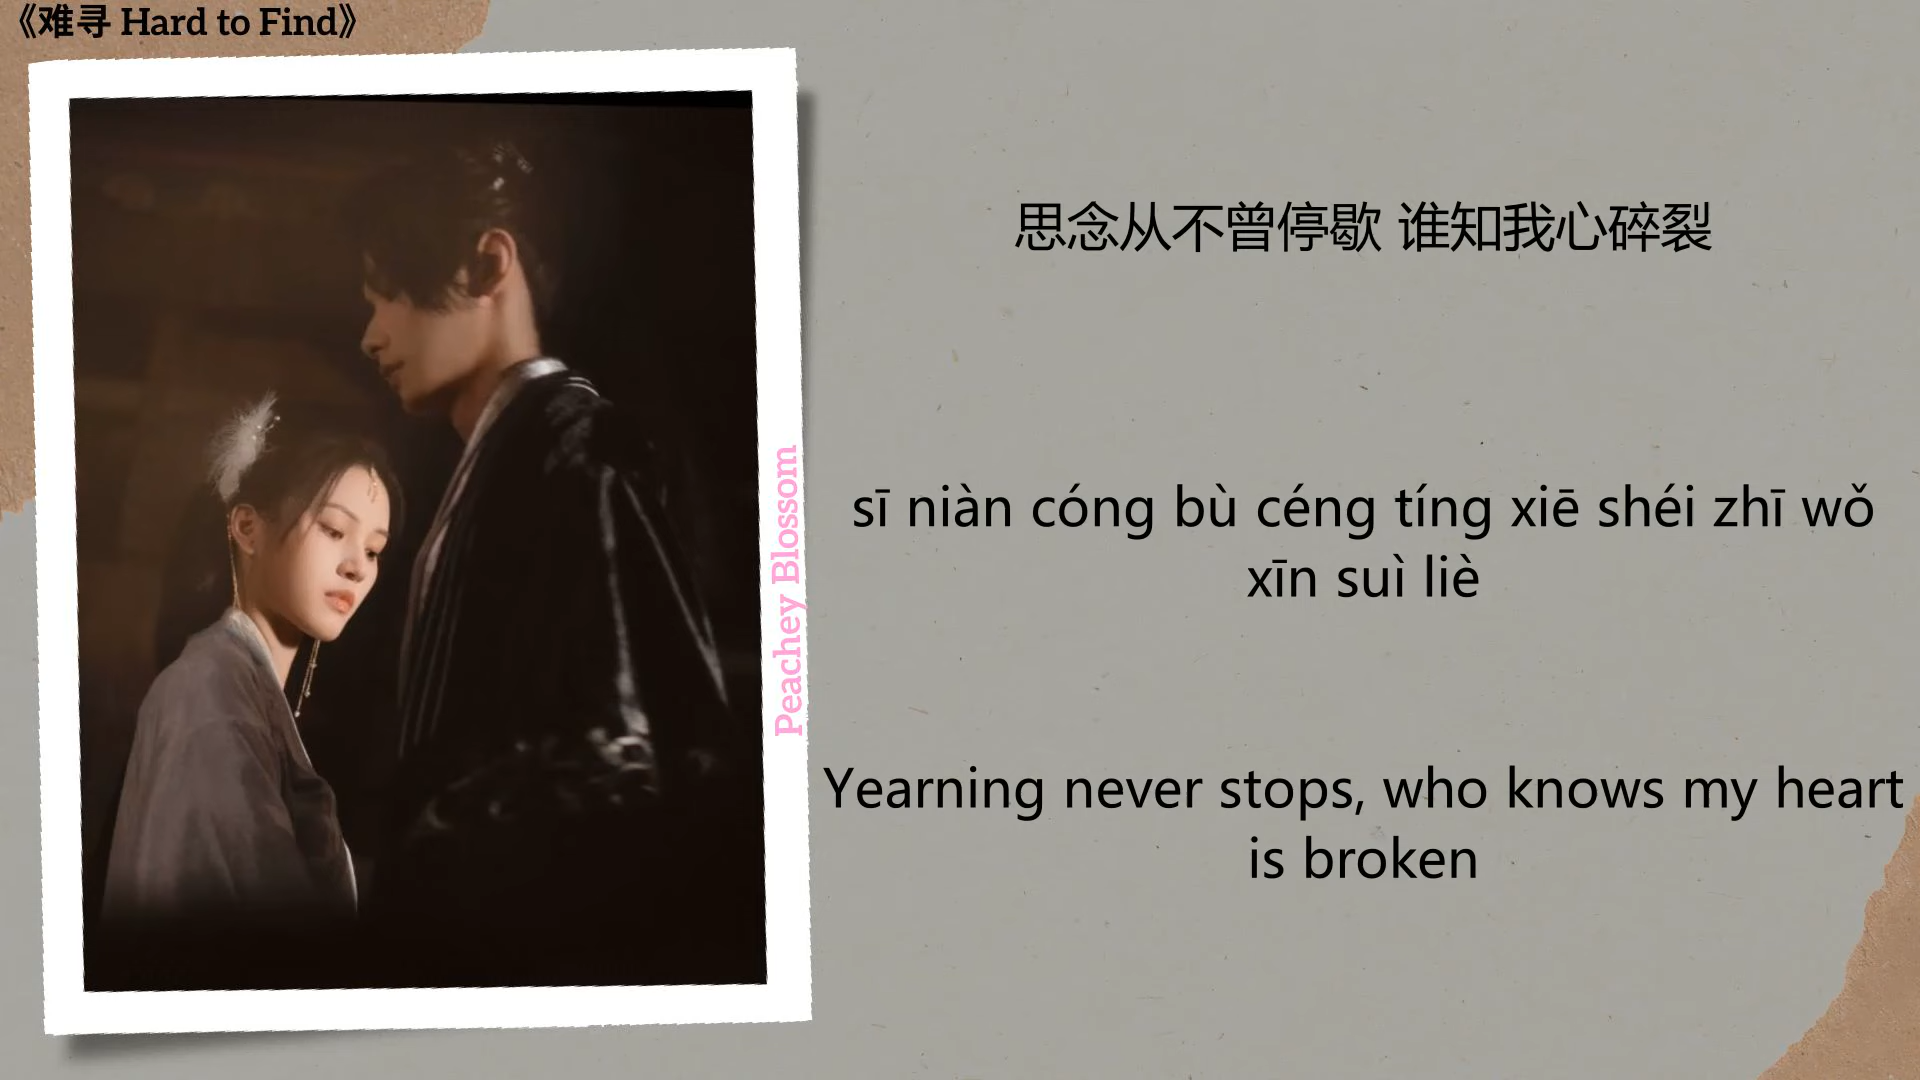 《难寻 Hard to Find》
思念从不曾停歇 谁知我心碎裂
sī niàn cóng bù céng tíng xiē shéi zhī wǒ
xīn suì liè
Yearning never stops, who knows my heart
is broken
Peachey Blossom